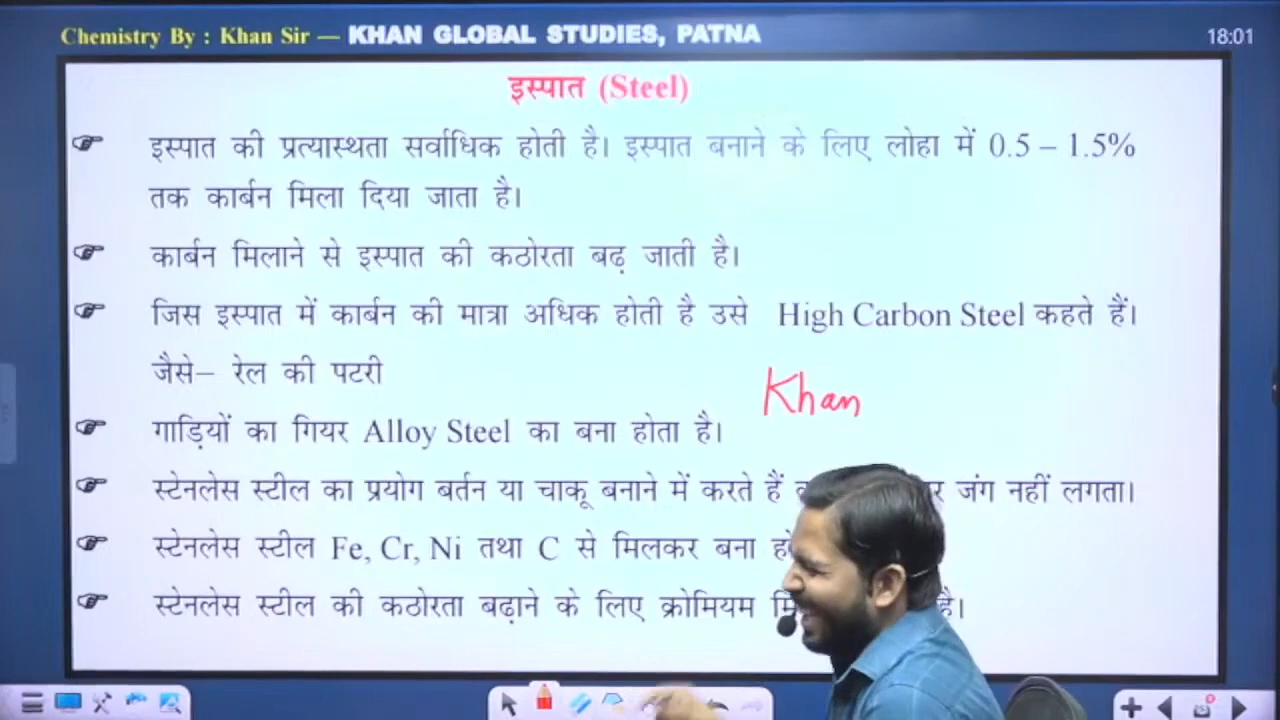 Chemistry By : Khan Sir — KHAN GLOBAL STUDIES, PATNA
18:01
इस्पात (Steel)
इस्पात की प्रत्यास्थता सर्वाधिक होती है। इस्पात बनाने के लिए लोहा में 0.5 – 1.5%
तक कार्बन मिला दिया जाता है।
कार्बन मिलाने से इस्पात की कठोरता बढ़ जाती है।
जिस इस्पात में कार्बन की मात्रा अधिक होती है उसे High Carbon Steel कहते हैं।
जैसे– रेल की पटरी
Khan
गाड़ियों का गियर Alloy Steel का बना होता है।
स्टेनलेस स्टील का प्रयोग बर्तन या चाकू बनाने में करते हैं जंग नहीं लगता।
स्टेनलेस स्टील Fe, Cr, Ni तथा C से मिलकर बना
स्टेनलेस स्टील की कठोरता बढ़ाने के लिए क्रोमियम है।